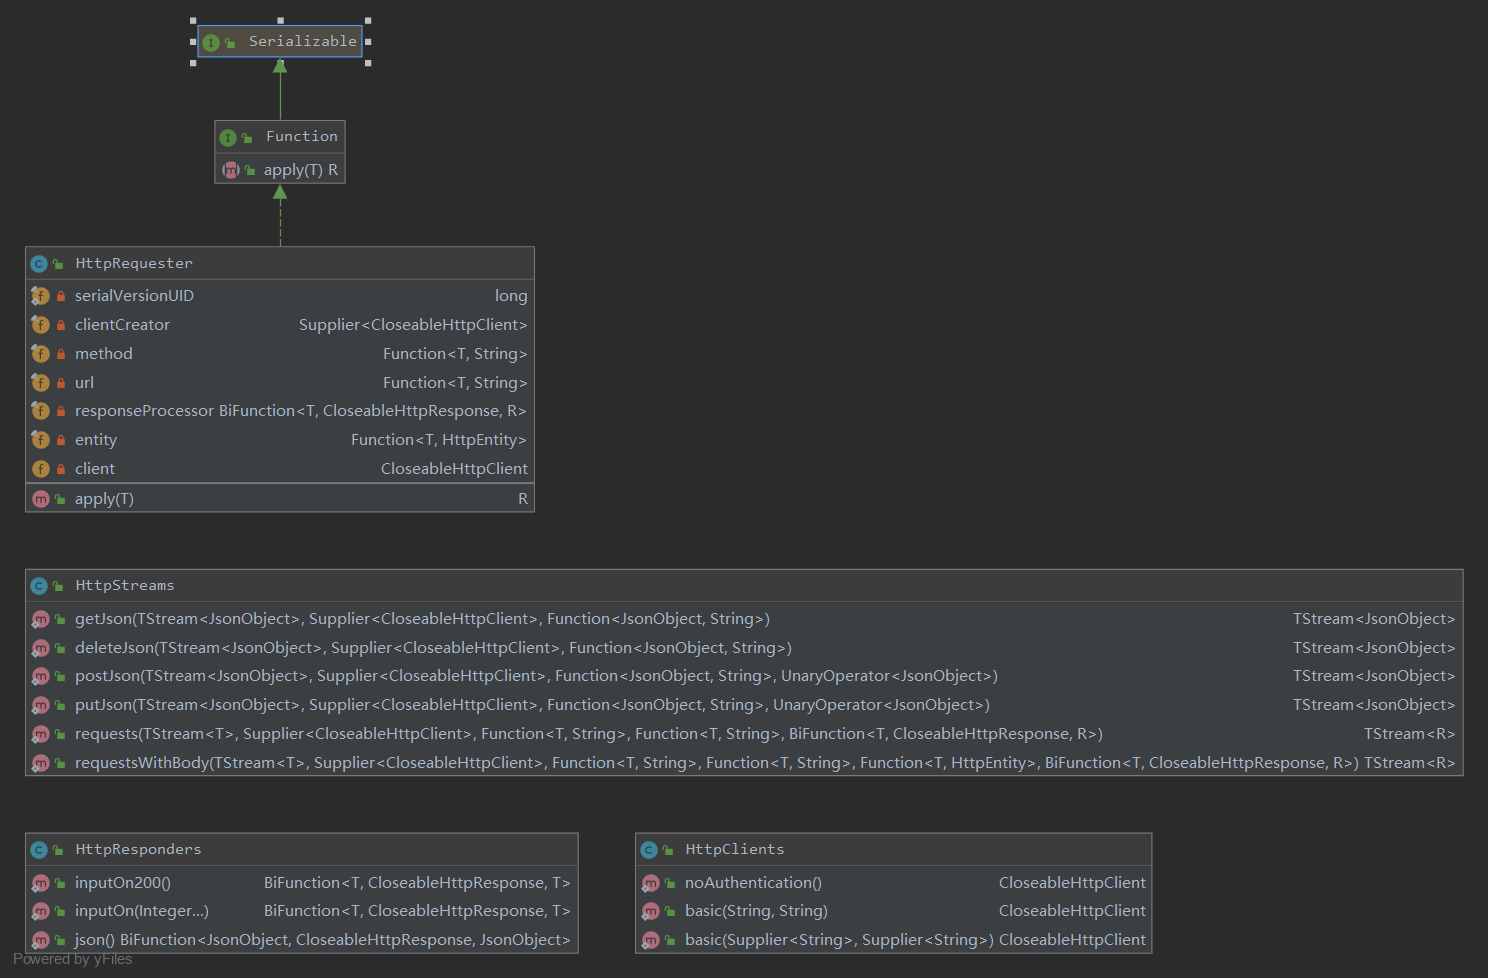 Serializable
Function
apply(T) R
HttpRequester
serialVersionUID long
clientCreator Supplier<CloseableHttpClient>
method Function<T, String>
url Function<T, String>
responseProcessor BiFunction<T, CloseableHttpResponse, R>
entity Function<T, HttpEntity>
client CloseableHttpClient
apply(T) R
HttpStreams
getJson(TStream<JsonObject>, Supplier<CloseableHttpClient>, Function<JsonObject, String>) TStream<JsonObject>
deleteJson(TStream<JsonObject>, Supplier<CloseableHttpClient>, Function<JsonObject, String>) TStream<JsonObject>
postJson(TStream<JsonObject>, Supplier<CloseableHttpClient>, Function<JsonObject, String>, UnaryOperator<JsonObject>) TStream<JsonObject>
putJson(TStream<JsonObject>, Supplier<CloseableHttpClient>, Function<JsonObject, String>, UnaryOperator<JsonObject>) TStream<JsonObject>
requests(TStream<T>, Supplier<CloseableHttpClient>, Function<T, String>, Function<T, String>, BiFunction<T, CloseableHttpResponse, R>) TStream<R>
requestsWithBody(TStream<T>, Supplier<CloseableHttpClient>, Function<T, String>, Function<T, String>, Function<T, HttpEntity>, BiFunction<T, CloseableHttpResponse, R>) TStream<R>
HttpResponders
inputOn200() BiFunction<T, CloseableHttpResponse, T>
inputOn(Integer...) BiFunction<T, CloseableHttpResponse, T>
json() BiFunction<JsonObject, CloseableHttpResponse, JsonObject>
HttpClients
noAuthentication() CloseableHttpClient
basic(String, String) CloseableHttpClient
basic(Supplier<String>, Supplier<String>) CloseableHttpClient
Powered by yFiles